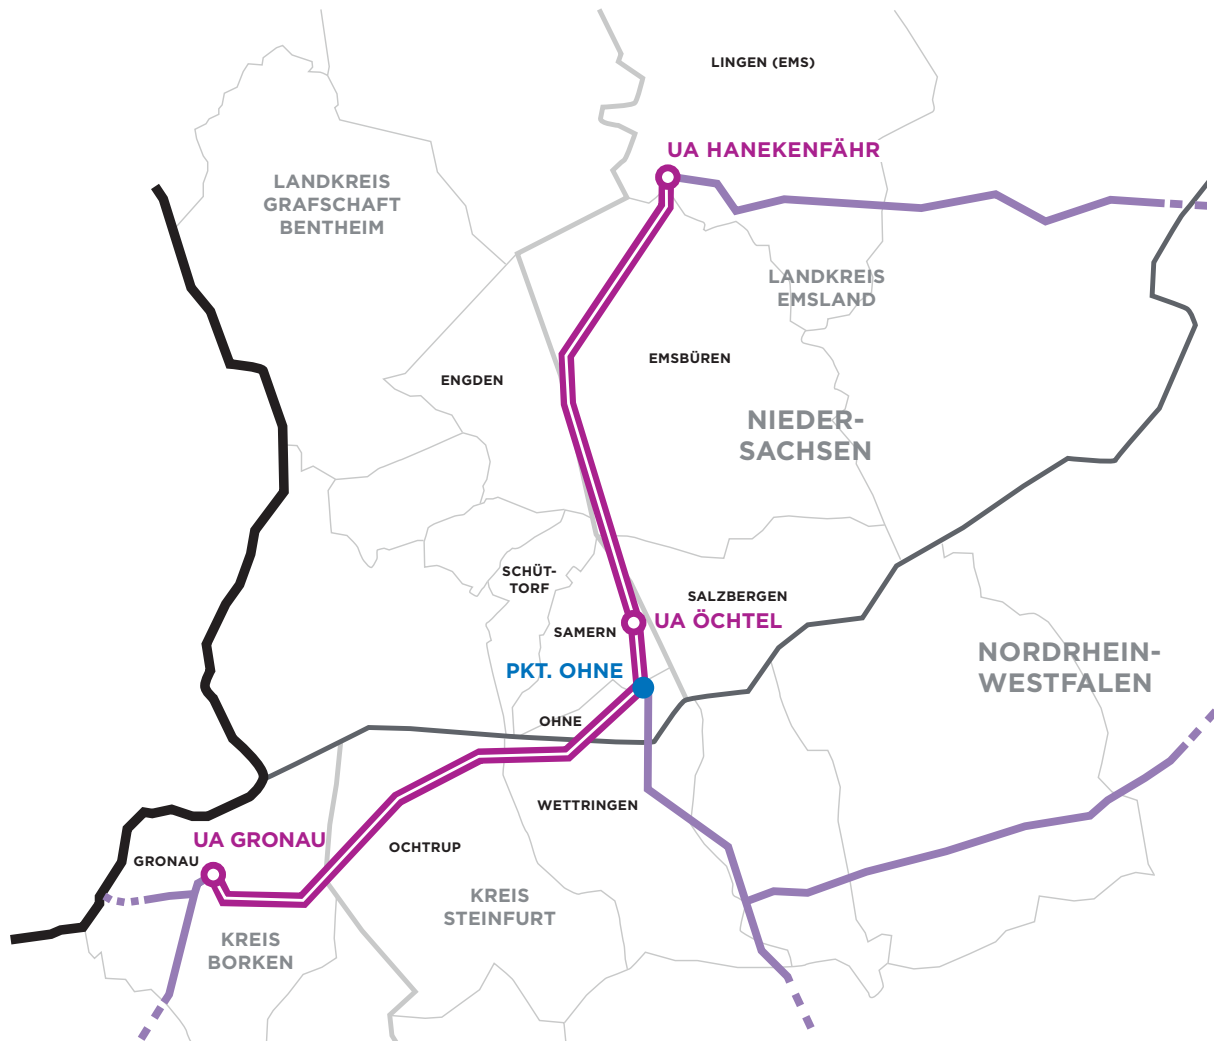 LINGEN (EMS)
UA HANEKENFÄHR
LANDKREIS
GRAFSCHAFT
BENTHEIM
LANDKREIS
EMSLAND
EMSBÜREN
ENGDEN
NIEDER-
SACHSEN
SCHÜT-
TORF
SALZBERGEN
UA ÖCHTEL
SAMERN
PKT. OHNE
NORDRHEIN-
WESTFALEN
OHNE
WETTRINGEN
UA GRONAU
OCHTRUP
GRONAU
KREIS
STEINFURT
KREIS
BORKEN